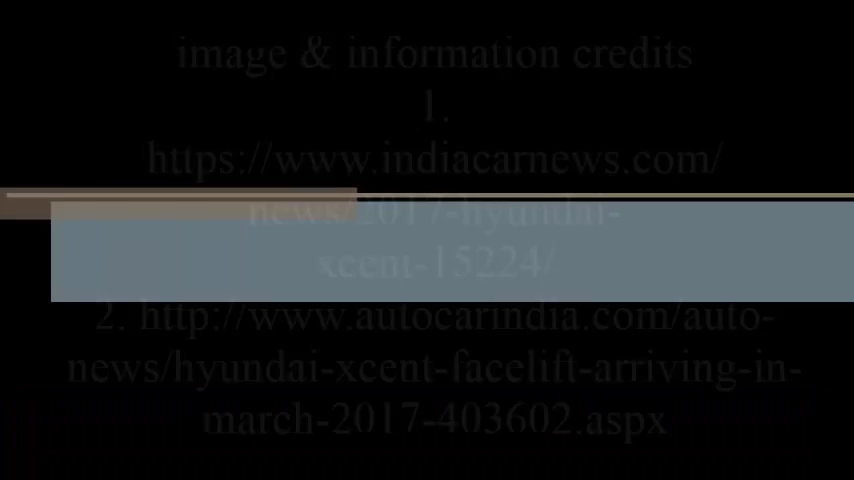 image & information credits
1.
https://www.indiacarnews.com/
news/2017-hyundai-
xcent-15224/
2. http://www.autocarindia.com/auto-
news/hyundai-xcent-facelift-arriving-in-
march-2017-403602.aspx